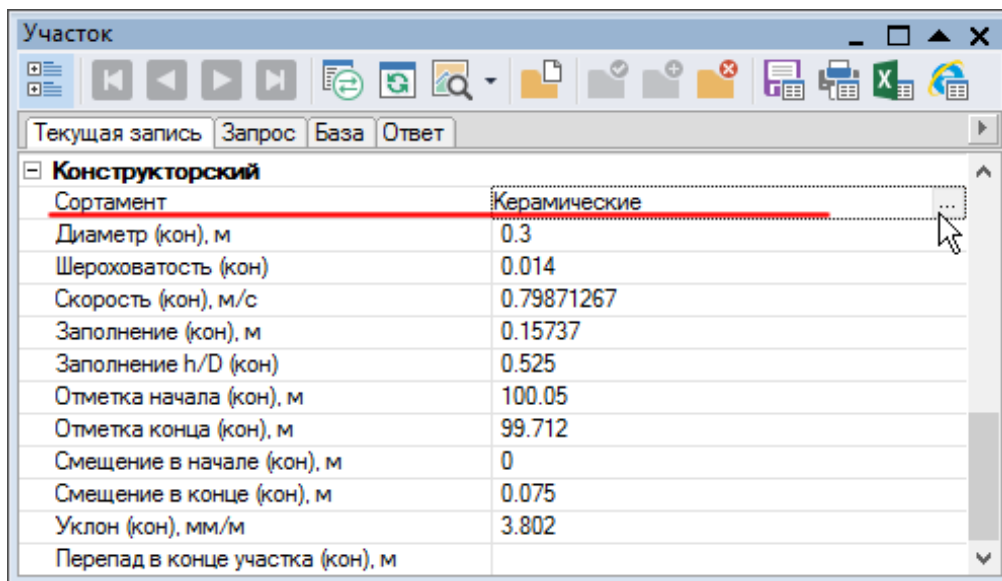 Участок
Текущая запись Запрос База Ответ
Конструкторский
Сортамент Керамические ...
Диаметр (кон), м 0.3
Шероховатость (кон) 0.014
Скорость (кон), м/с 0.79871267
Заполнение (кон), м 0.15737
Заполнение h/D (кон) 0.525
Отметка начала (кон), м 100.05
Отметка конца (кон), м 99.712
Смещение в начале (кон), м 0
Смещение в конце (кон), м 0.075
Уклон (кон), мм/м 3.802
Перепад в конце участка (кон), м